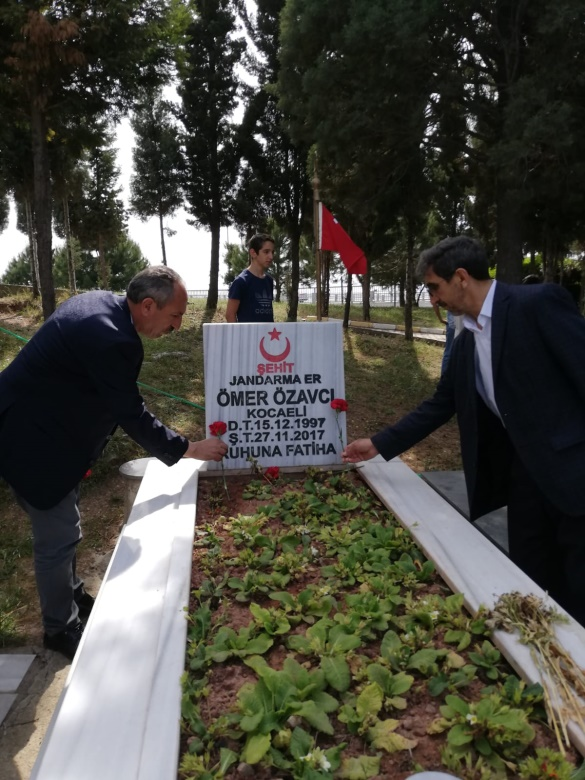 ŞEHİT
JANDARMA ER
ÖMER ÖZAVCI
KOCAELİ
D.T.15.12.1997
Ş.T.27.11.2017
RUHUNA FATİHA